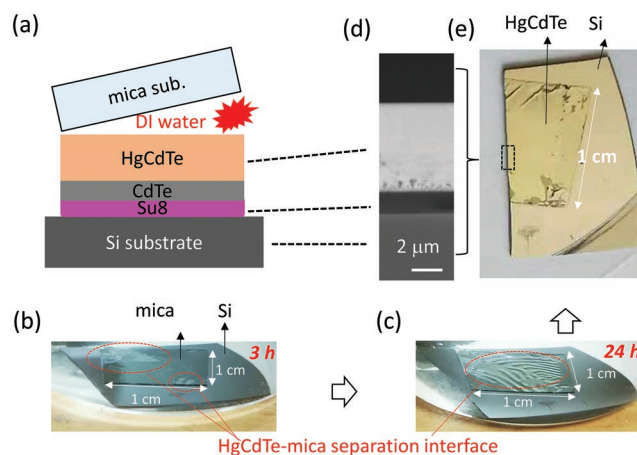 (a)
mica sub.
DI water
HgCdTe
CdTe
Su8
Si substrate
(d)
2 μm
(e)
HgCdTe
Si
1 cm
(b)
mica
Si
3 h
1 cm
1 cm
(c)
24 h
1 cm
1 cm
HgCdTe-mica separation interface